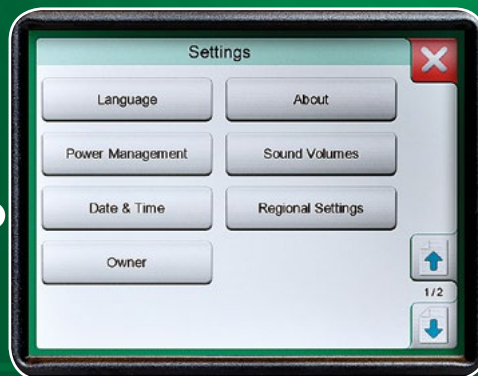 Settings
Language
About
Power Management
Sound Volumes
Date & Time
Regional Settings
Owner
1/2